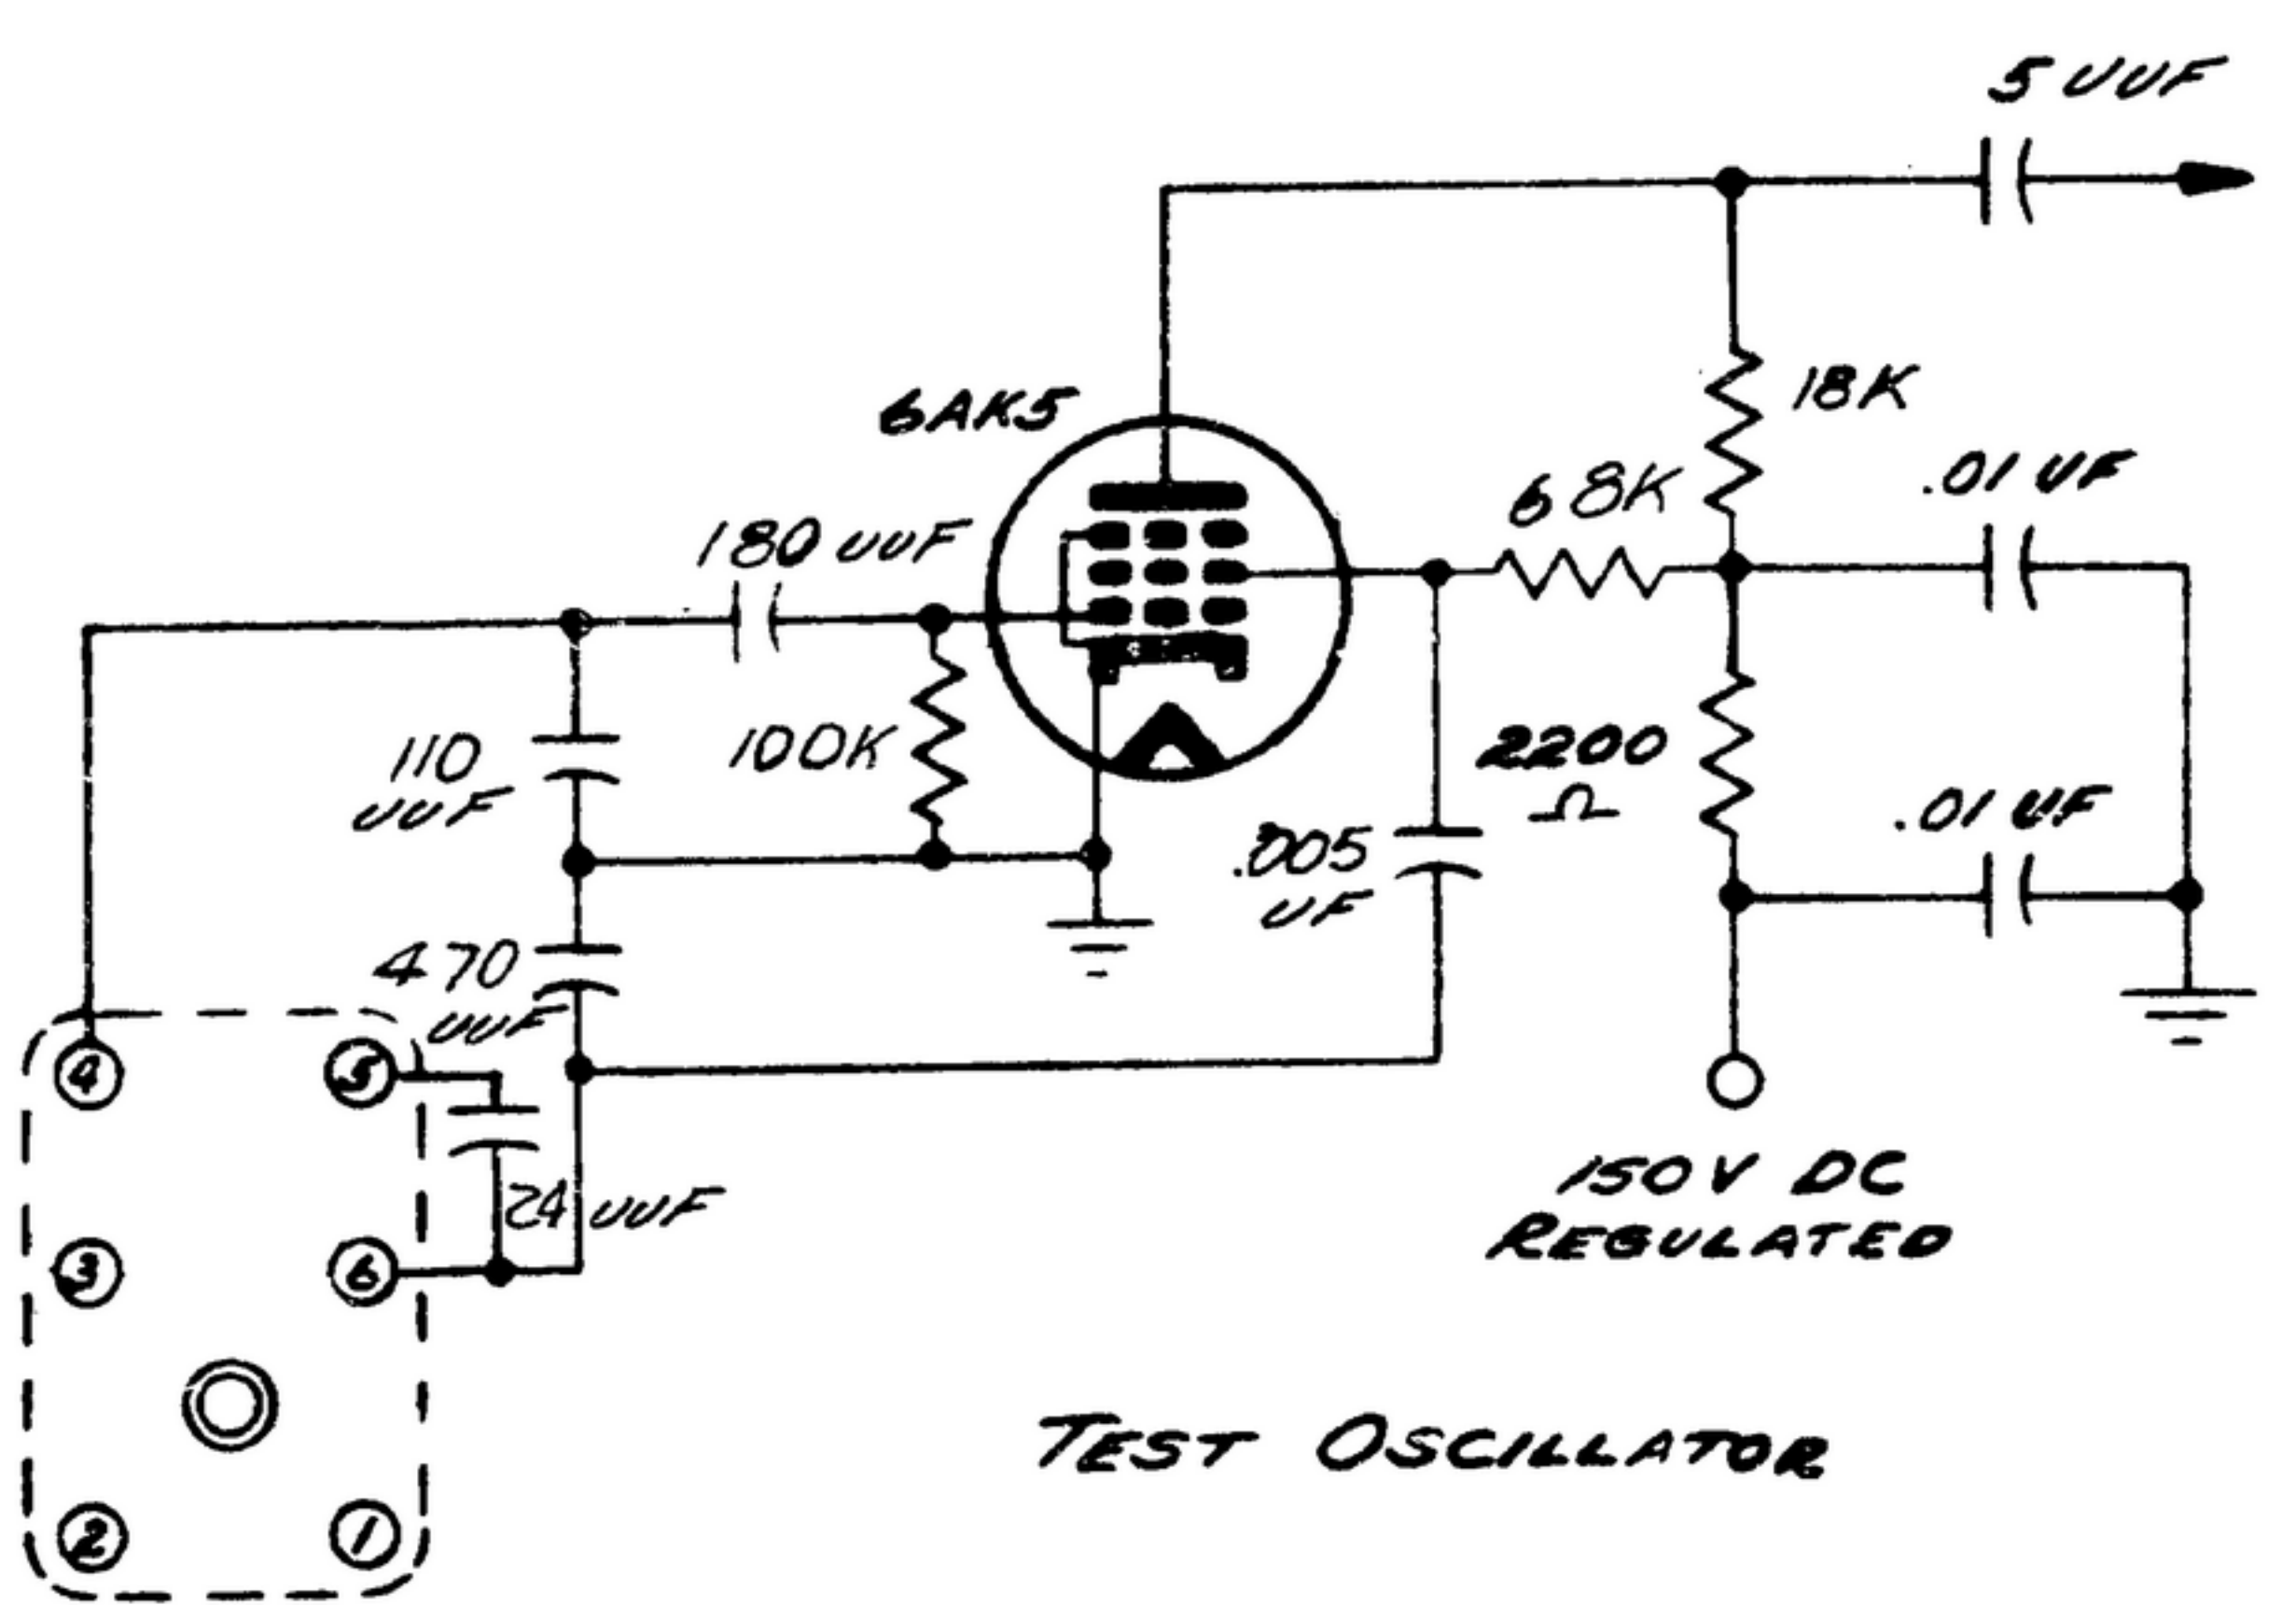 5 UUF
18K
6AK5
68K
.01 UF
180 UUF
110
UUF
100K
2200
Ω
.01 UF
.005
UF
470
UUF
4
5
24 UUF
3
6
150V DC
REGULATED
TEST OSCILLATOR
2
1